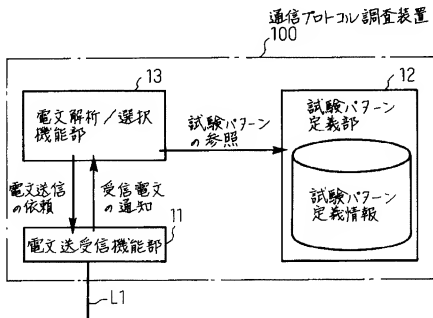 通信プロトコル調査装置
100
13
電文解析/選択
機能部
試験パターン
の参照
12
試験パターン
定義部
試験パターン
定義情報
電文送信
の依頼
受信電文
の通知
11
電文送受信機能部
L1